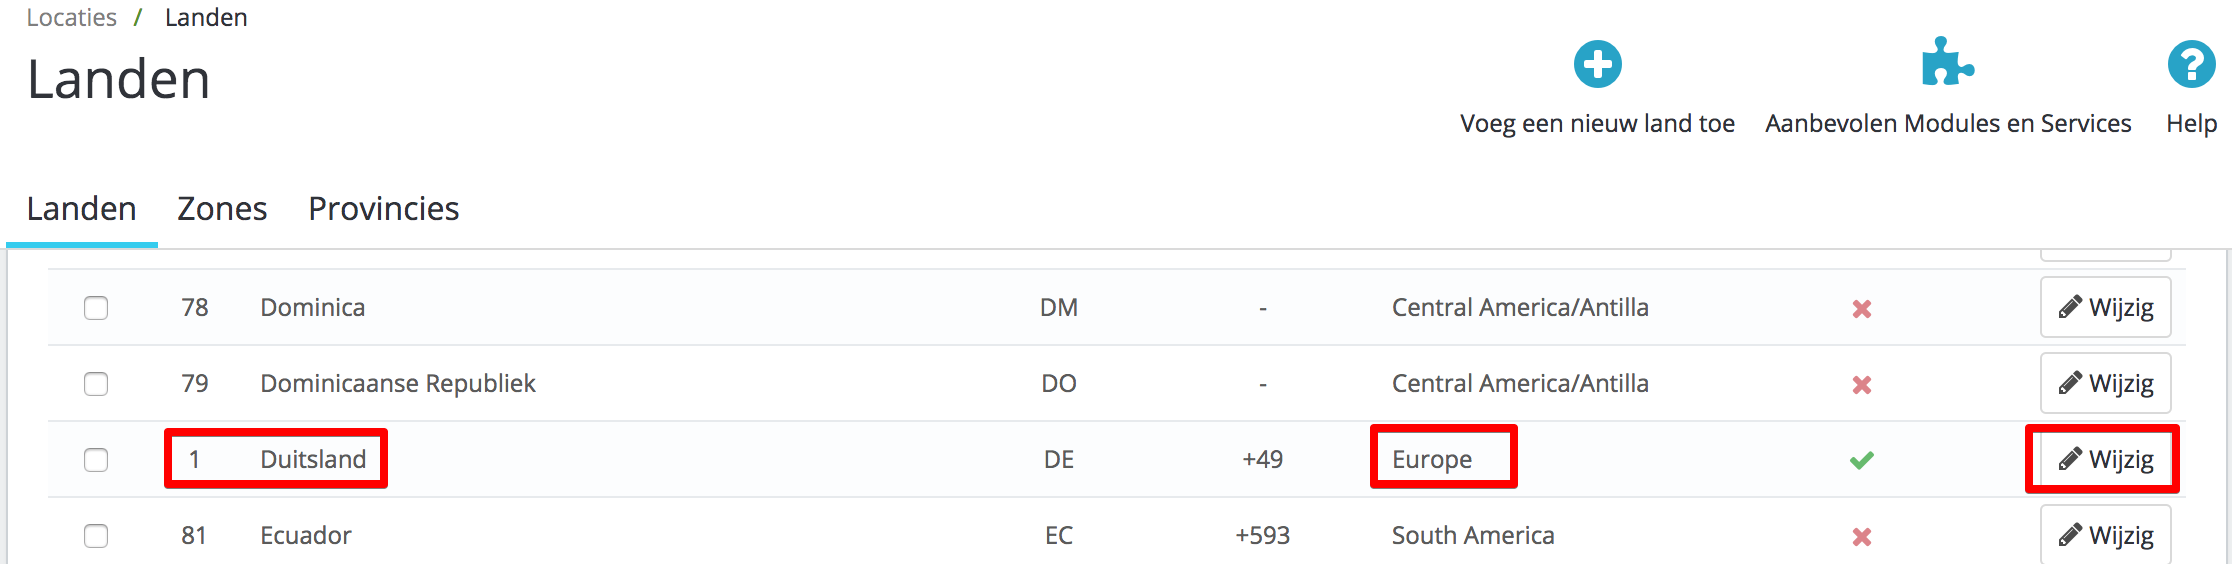 Locaties / Landen
Landen
Voeg een nieuw land toe
Aanbevolen Modules en Services
Help
Landen Zones Provincies
78 Dominica DM - Central America/Antilla Wijzig
79 Dominicaanse Republiek DO - Central America/Antilla Wijzig
1 Duitsland DE +49 Europe Wijzig
81 Ecuador EC +593 South America Wijzig